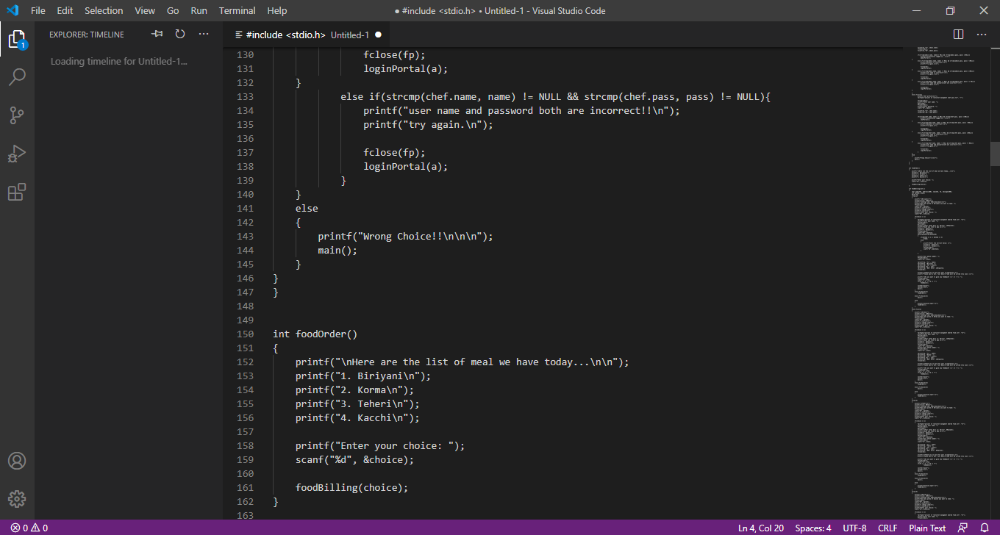 File Edit Selection View Go Run Terminal Help
● #include <stdio.h> • Untitled-1 - Visual Studio Code
EXPLORER: TIMELINE
#include <stdio.h> Untitled-1
1
Loading timeline for Untitled-1...
130 fclose(fp);
131 loginPortal(a);
132 }
133 else if(strcmp(chef.name, name) != NULL && strcmp(chef.pass, pass) != NULL){
134 printf("user name and password both are incorrect!!\n");
135 printf("try again.\n");
136
137 fclose(fp);
138 loginPortal(a);
139 }
140 }
141 else
142 {
143 printf("Wrong Choice!!\n\n\n");
144 main();
145 }
146 }
147 }
148
149
150 int foodOrder()
151 {
152 printf("\nHere are the list of meal we have today...\n\n");
153 printf("1. Biriyani\n");
154 printf("2. Korma\n");
155 printf("3. Teheri\n");
156 printf("4. Kacchi\n");
157
158 printf("Enter your choice: ");
159 scanf("%d", &choice);
160
161 foodBilling(choice);
162 }
163
0 0 Ln 4, Col 20 Spaces: 4 UTF-8 CRLF Plain Text